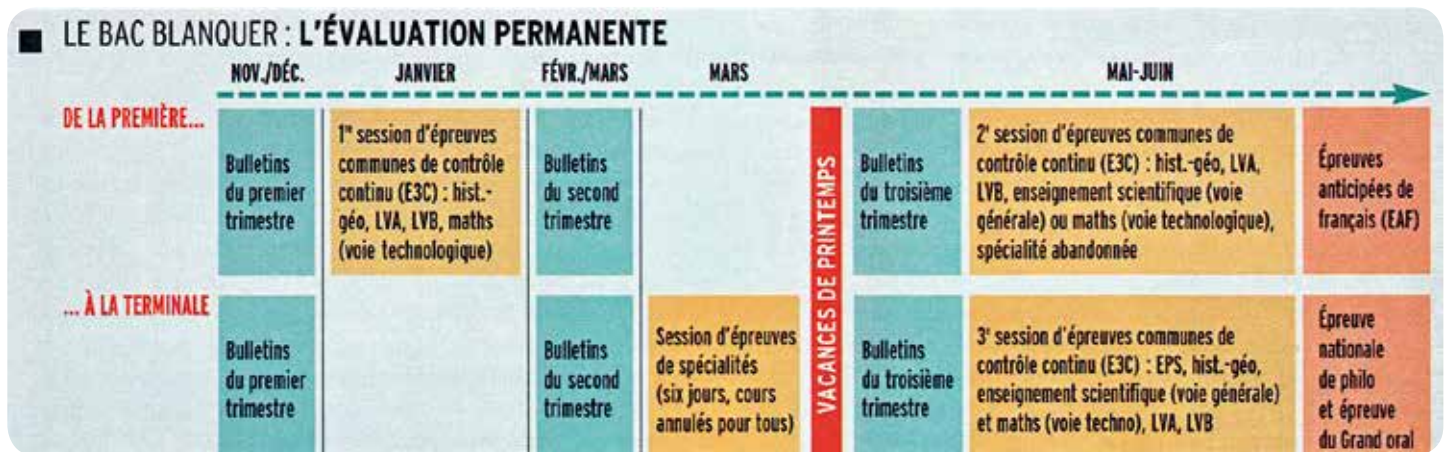 LE BAC BLANQUER : L'ÉVALUATION PERMANENTE
NOV./DÉC.
JANVIER
FÉVR./MARS
MARS
MAI-JUIN
DE LA PREMIÈRE...
Bulletins
du premier
trimestre
1re session d'épreuves
communes de contrôle
continu (E3C) : hist.-
géo, LVA, LVB, maths
(voie technologique)
Bulletins
du second
trimestre
VACANCES DE PRINTEMPS
Bulletins
du troisième
trimestre
2e session d'épreuves communes de
contrôle continu (E3C) : hist.-géo, LVA,
LVB, enseignement scientifique (voie
générale) ou maths (voie technologique),
spécialité abandonnée
Épreuves
anticipées de
français (EAF)
... À LA TERMINALE
Bulletins
du premier
trimestre
Bulletins
du second
trimestre
Session d'épreuves
de spécialités
(six jours, cours
annulés pour tous)
Bulletins
du troisième
trimestre
3e session d'épreuves communes de
contrôle continu (E3C) : EPS, hist.-géo,
enseignement scientifique (voie générale)
et maths (voie techno), LVA, LVB
Épreuve
nationale
de philo
et épreuve
du Grand oral